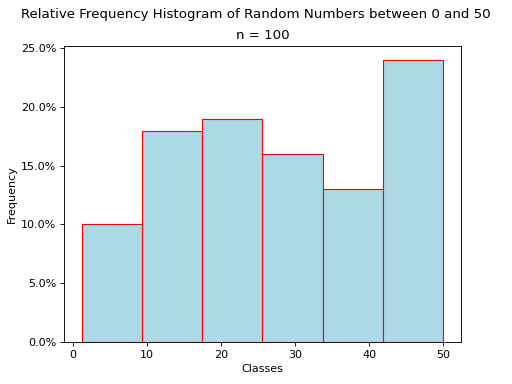 Relative Frequency Histogram of Random Numbers between 0 and 50
n = 100
25.0%
20.0%
15.0%
10.0%
5.0%
0.0%
Frequency
0 10 20 30 40 50
Classes